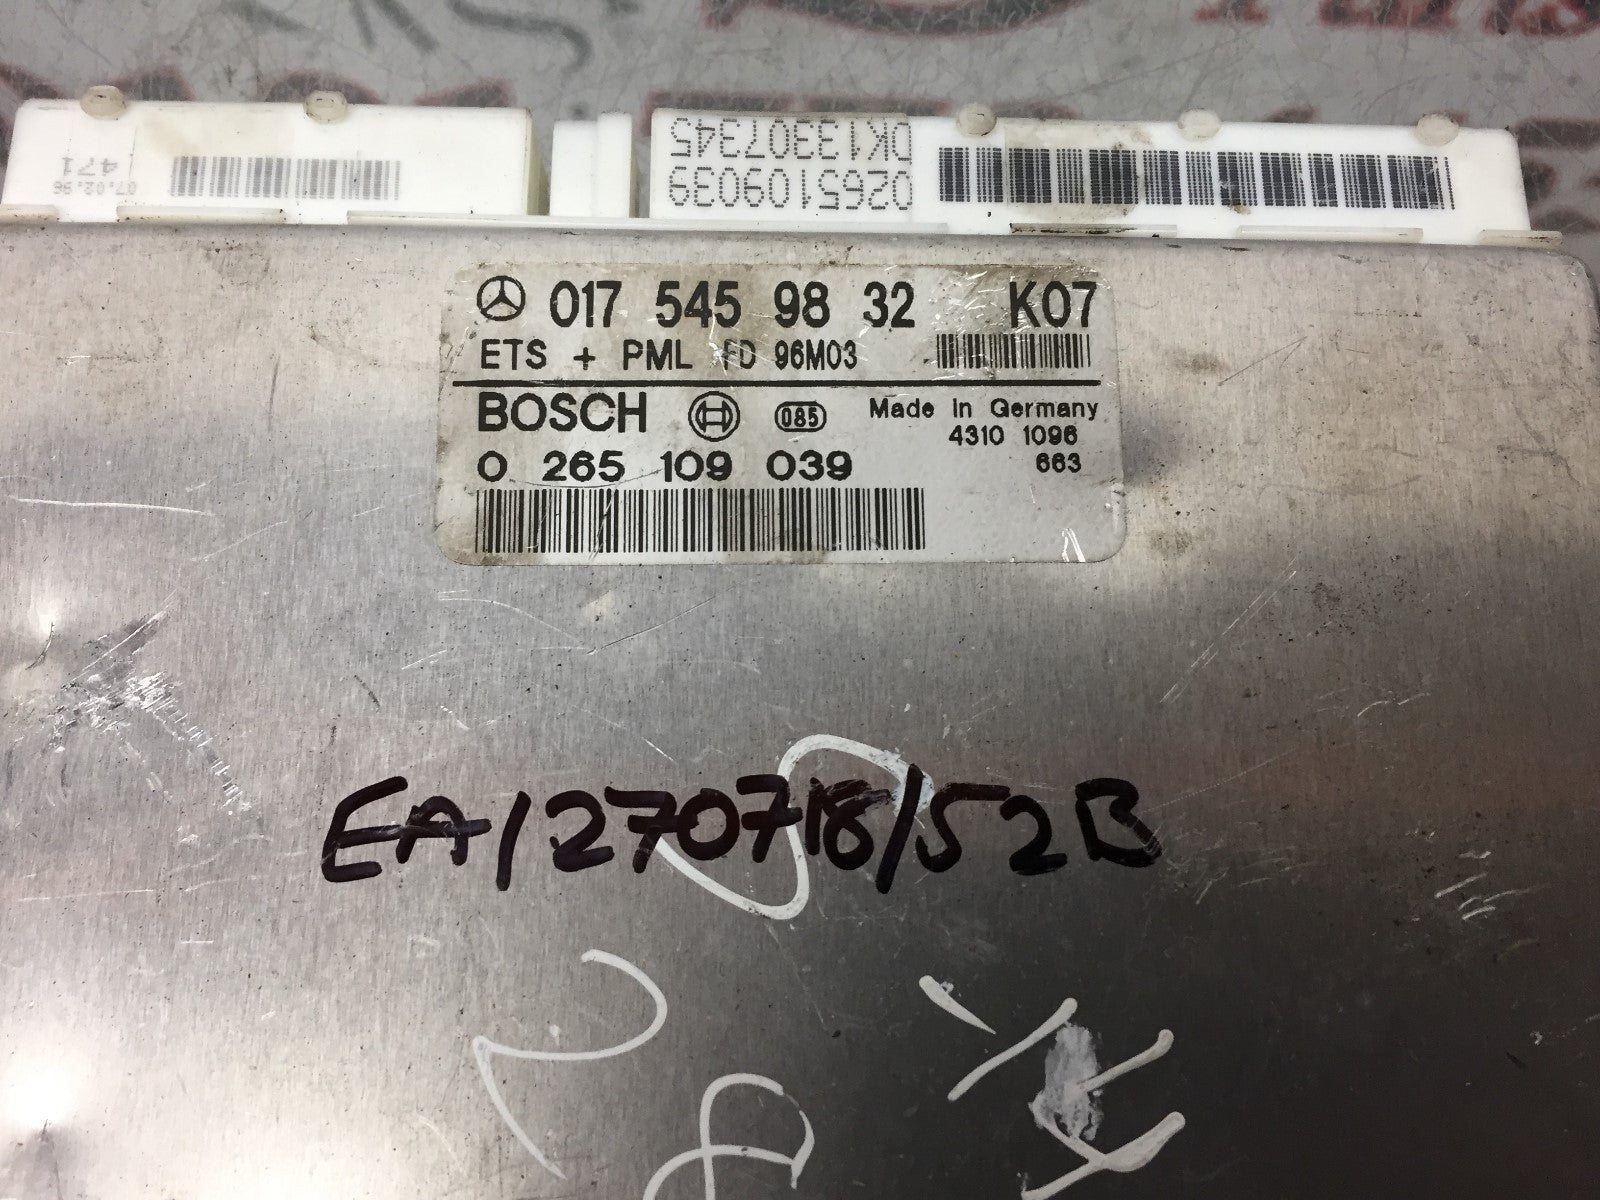 DK13307345
0265109039
471
07.02.96
017 545 98 32 K07
ETS + PML FD 96M03
BOSCH 085 Made in Germany
4310 1096
0 265 109 039 663
EA/270718/52B